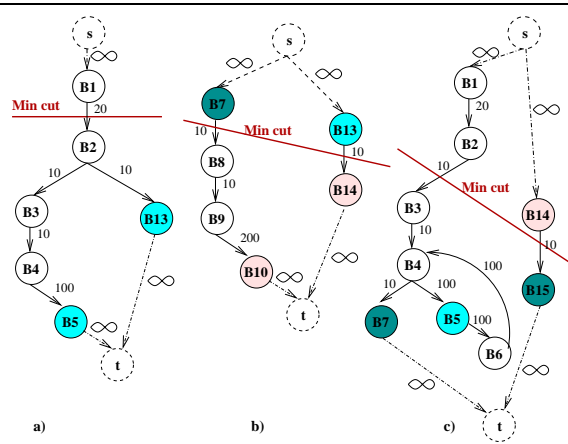 s
∞
B1
20
Min cut
B2
10
10
B3
B13
10
B4
100
∞
B5
∞
t
a)
s
∞
∞
B7
B13
10
Min cut
10
B8
B14
10
B9
200
B10
∞
∞
t
b)
s
∞
B1
∞
20
B2
Min cut
10
B3
B14
10
10
B4
100
10
100
B15
B7
B5
100
B6
∞
∞
t
c)